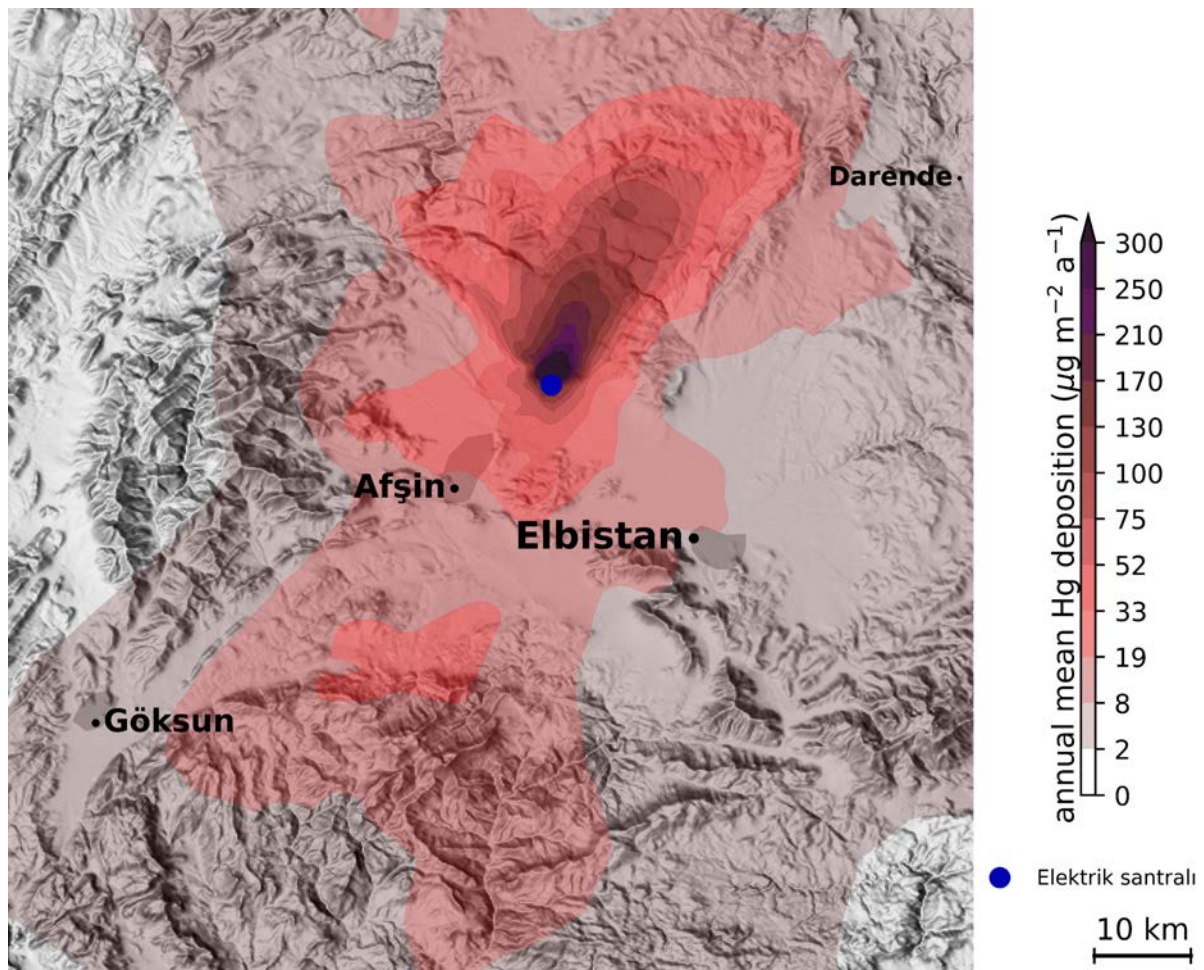 Darende
Afşin
Elbistan
Göksun
annual mean Hg deposition (μg m⁻² a⁻¹)
300
250
210
170
130
100
75
52
33
19
8
2
0
Elektrik santralı
10 km